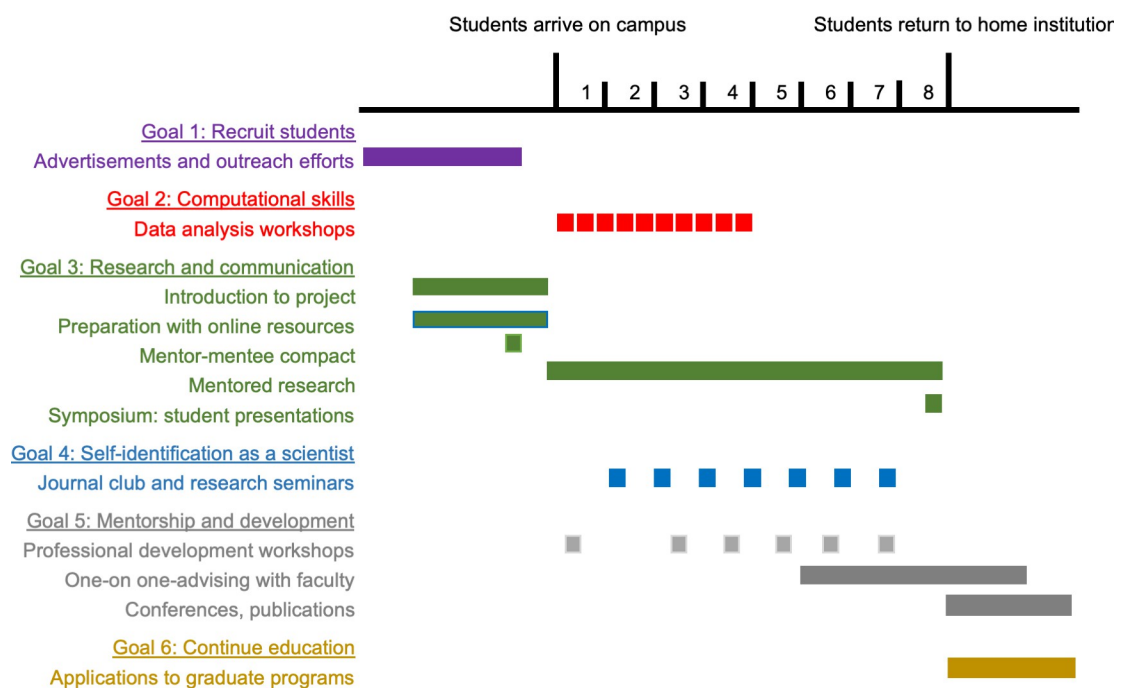 Students arrive on campus
Students return to home institution
1 2 3 4 5 6 7 8
Goal 1: Recruit students
Advertisements and outreach efforts
Goal 2: Computational skills
Data analysis workshops
Goal 3: Research and communication
Introduction to project
Preparation with online resources
Mentor-mentee compact
Mentored research
Symposium: student presentations
Goal 4: Self-identification as a scientist
Journal club and research seminars
Goal 5: Mentorship and development
Professional development workshops
One-on one-advising with faculty
Conferences, publications
Goal 6: Continue education
Applications to graduate programs